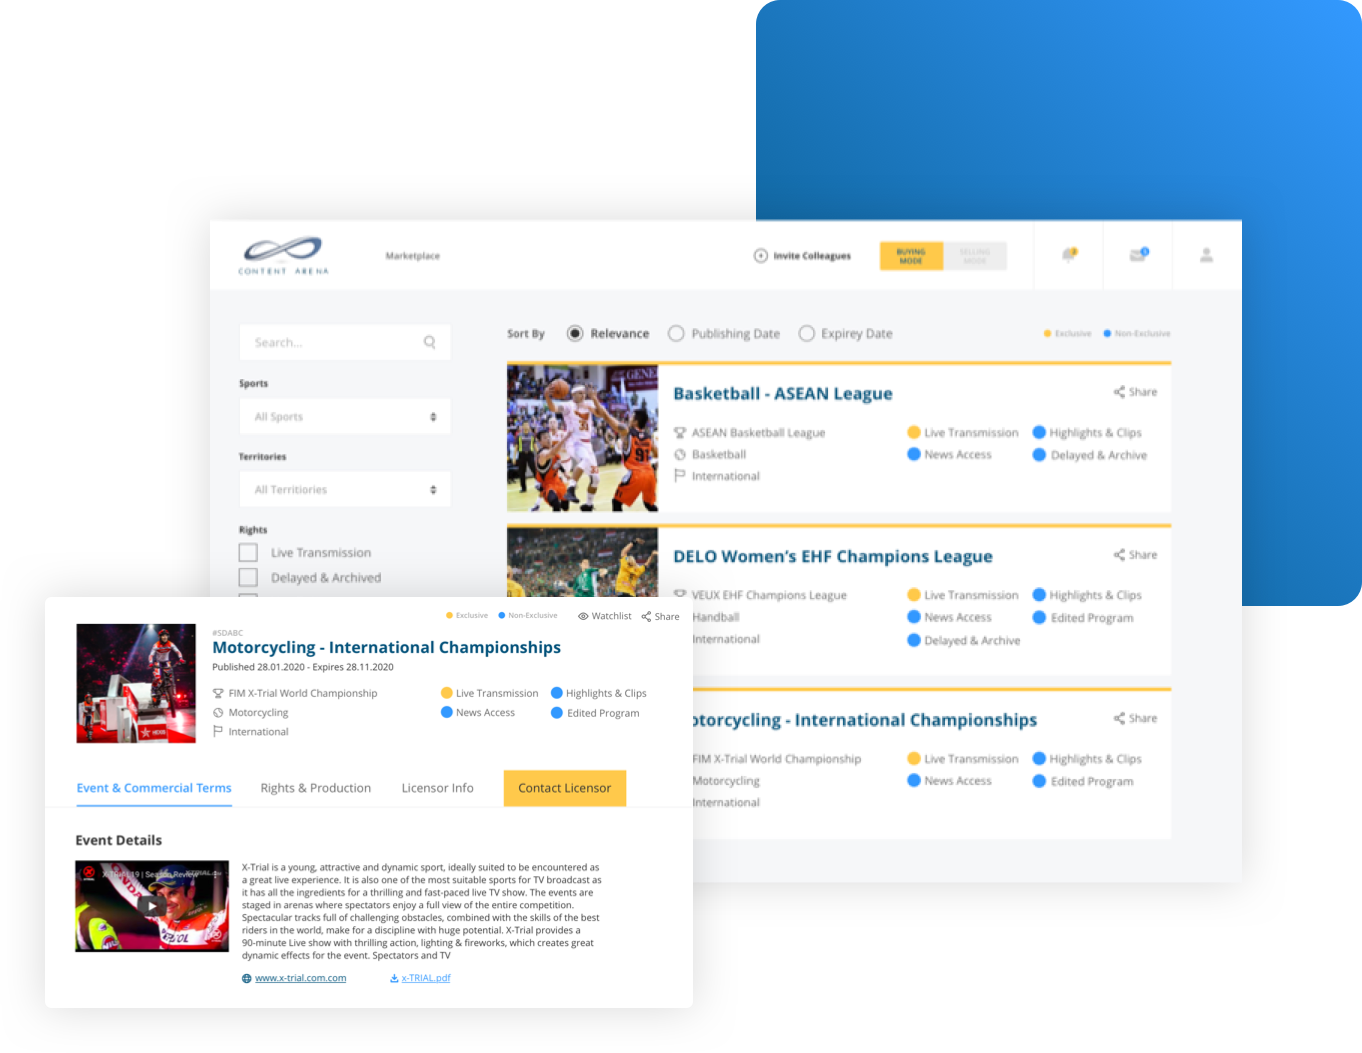 CONTENT ARENA
Marketplace
Invite Colleagues
BUYING
MODE
SELLING
MODE
Search...
Sports
All Sports
Territories
All Territiories
Rights
Live Transmission
Delayed & Archived
Sort By
Relevance
Publishing Date
Expirey Date
Exclusive
Non-Exclusive
Basketball - ASEAN League
Share
ASEAN Basketball League
Basketball
International
Live Transmission
Highlights & Clips
News Access
Delayed & Archive
DELO Women's EHF Champions League
Share
VEUX EHF Champions League
Handball
International
Live Transmission
Highlights & Clips
News Access
Edited Program
Delayed & Archive
otorcycling - International Championships
Share
FIM X-Trial World Championship
Motorcycling
International
Live Transmission
Highlights & Clips
News Access
Edited Program
Exclusive
Non-Exclusive
Watchlist
Share
#SDABC
Motorcycling - International Championships
Published 28.01.2020 - Expires 28.11.2020
FIM X-Trial World Championship
Motorcycling
International
Live Transmission
Highlights & Clips
News Access
Edited Program
Event & Commercial Terms
Rights & Production
Licensor Info
Contact Licensor
Event Details
X-Trial is a young, attractive and dynamic sport, ideally suited to be encountered as
a great live experience. It is also one of the most suitable sports for TV broadcast as
it has all the ingredients for a thrilling and fast-paced live TV show. The events are
staged in arenas where spectators enjoy a full view of the entire competition.
Spectacular tracks full of challenging obstacles, combined with the skills of the best
riders in the world, make for a discipline with huge potential. X-Trial provides a
90-minute Live show with thrilling action, lighting & fireworks, which creates great
dynamic effects for the event. Spectators and TV
www.x-trial.com.com
x-TRIAL.pdf